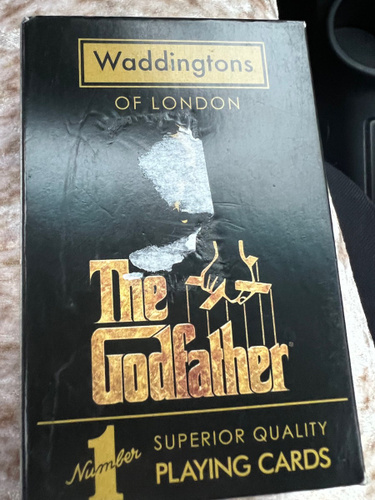 Waddingtons
OF LONDON
The
Godfather®
Number 1
SUPERIOR QUALITY
PLAYING CARDS